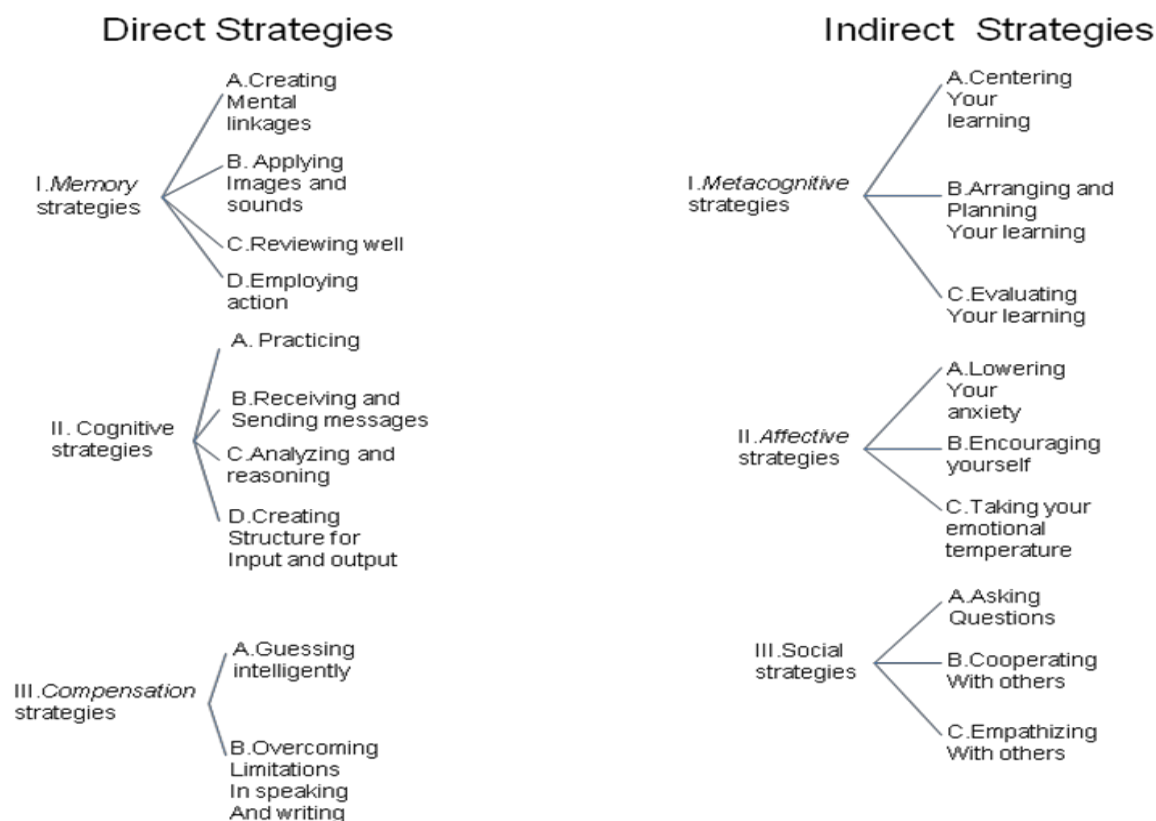 Direct Strategies
A.Creating
Mental
linkages
I.Memory
strategies
B. Applying
Images and
sounds
C.Reviewing well
D.Employing
action
A. Practicing
II. Cognitive
strategies
B.Receiving and
Sending messages
C.Analyzing and
reasoning
D.Creating
Structure for
Input and output
III.Compensation
strategies
A.Guessing
intelligently
B.Overcoming
Limitations
In speaking
And writing
Indirect Strategies
I.Metacognitive
strategies
A.Centering
Your
learning
B.Arranging and
Planning
Your learning
C.Evaluating
Your learning
II.Affective
strategies
A.Lowering
Your
anxiety
B.Encouraging
yourself
C.Taking your
emotional
temperature
III.Social
strategies
A.Asking
Questions
B.Cooperating
With others
C.Empathizing
With others